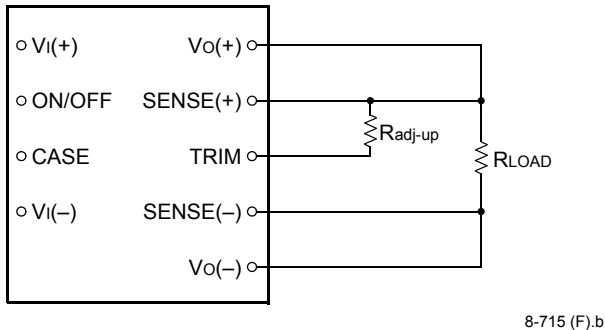 VI(+) VO(+)
ON/OFF SENSE(+)
Radj-up
CASE TRIM RLOAD
VI(–) SENSE(–)
VO(–)
8-715 (F).b